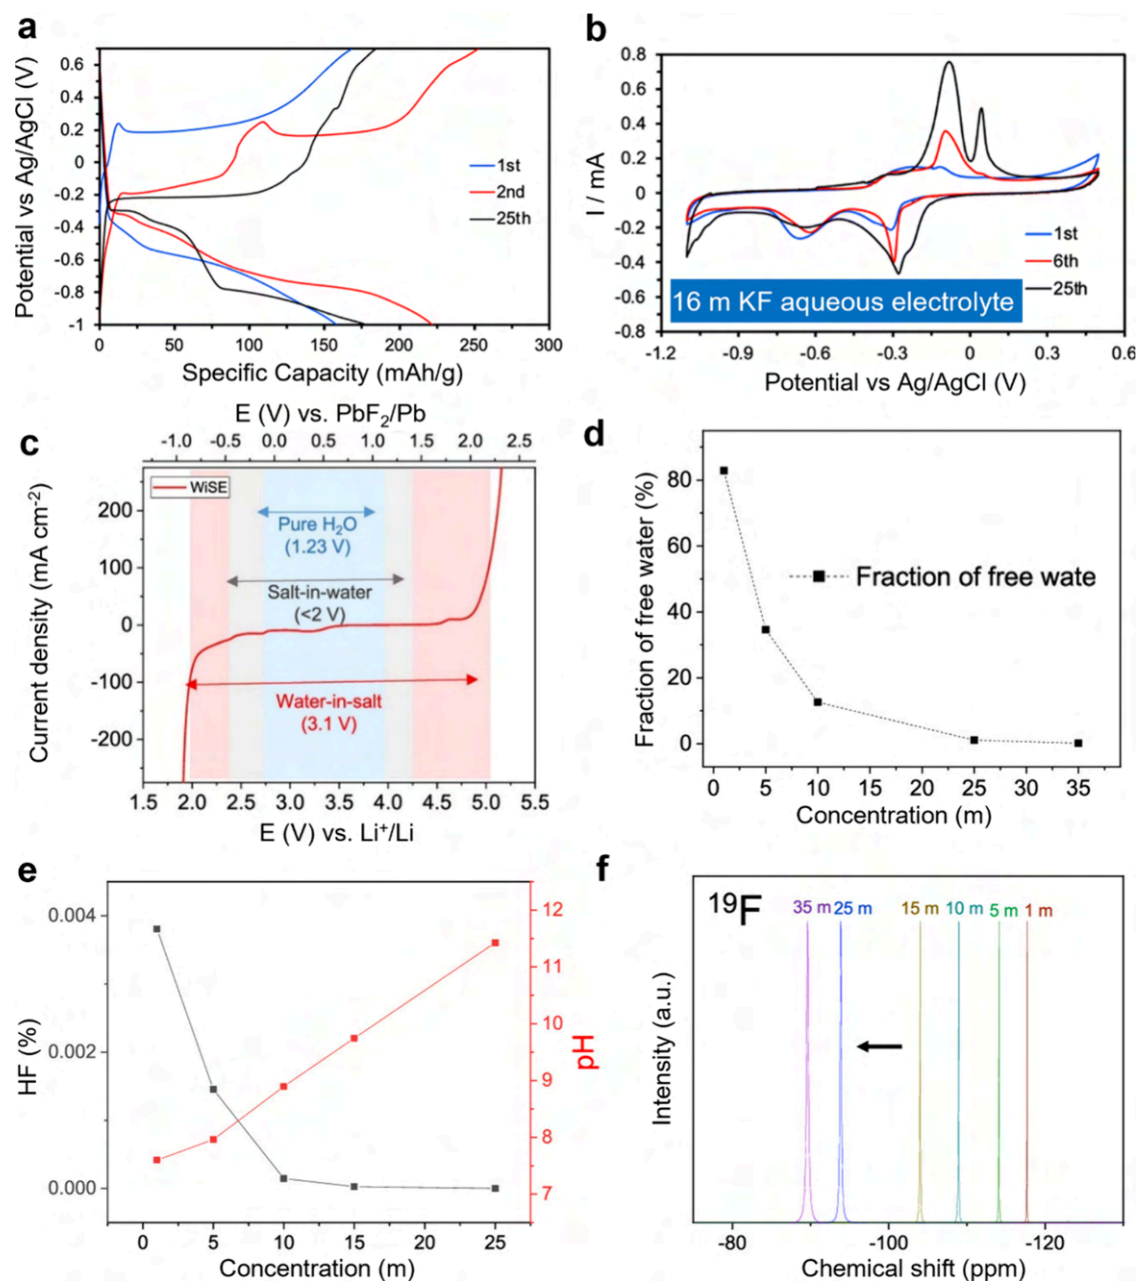 a
0.6
0.4
0.2
0
-0.2
-0.4
-0.6
-0.8
-1
Potential vs Ag/AgCl (V)
1st
2nd
25th
0 50 100 150 200 250 300
Specific Capacity (mAh/g)
b
0.8
0.6
0.4
0.2
0
-0.2
-0.4
-0.6
-0.8
I / mA
1st
6th
25th
16 m KF aqueous electrolyte
-1.2 -0.9 -0.6 -0.3 0 0.3 0.6
Potential vs Ag/AgCl (V)
c
E (V) vs. PbF₂/Pb
-1.0 -0.5 0.0 0.5 1.0 1.5 2.0 2.5
WiSE
Pure H₂O
(1.23 V)
Salt-in-water
(<2 V)
Water-in-salt
(3.1 V)
200
100
0
-100
-200
Current density (mA cm⁻²)
1.5 2.0 2.5 3.0 3.5 4.0 4.5 5.0 5.5
E (V) vs. Li⁺/Li
d
80
60
40
20
0
Fraction of free water (%)
Fraction of free wate
0 5 10 15 20 25 30 35
Concentration (m)
e
0.004
0.002
0.000
HF (%)
12
11
10
9
8
7
pH
0 5 10 15 20 25
Concentration (m)
f
¹⁹F
35 m 25 m 15 m 10 m 5 m 1 m
Intensity (a.u.)
-80 -100 -120
Chemical shift (ppm)